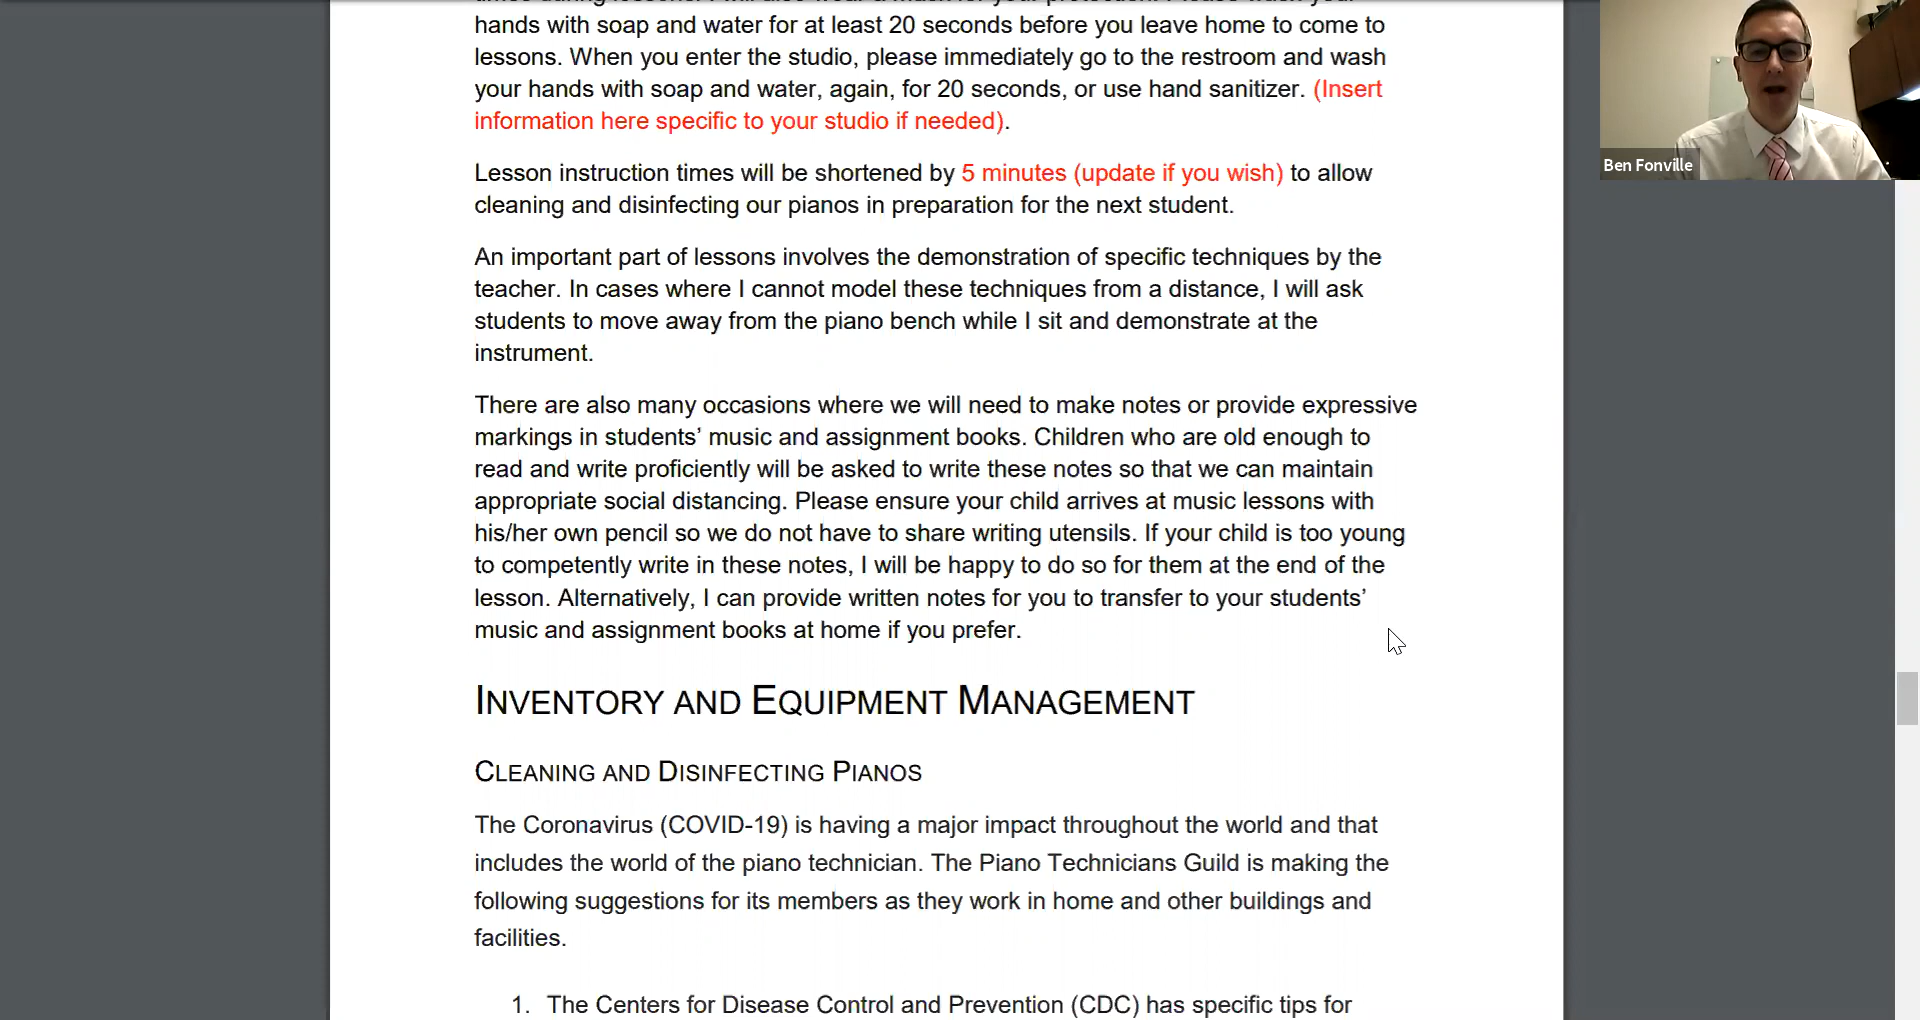 hands with soap and water for at least 20 seconds before you leave home to come to
lessons. When you enter the studio, please immediately go to the restroom and wash
your hands with soap and water, again, for 20 seconds, or use hand sanitizer. (Insert
information here specific to your studio if needed).
Lesson instruction times will be shortened by 5 minutes (update if you wish) to allow
cleaning and disinfecting our pianos in preparation for the next student.
An important part of lessons involves the demonstration of specific techniques by the
teacher. In cases where I cannot model these techniques from a distance, I will ask
students to move away from the piano bench while I sit and demonstrate at the
instrument.
There are also many occasions where we will need to make notes or provide expressive
markings in students’ music and assignment books. Children who are old enough to
read and write proficiently will be asked to write these notes so that we can maintain
appropriate social distancing. Please ensure your child arrives at music lessons with
his/her own pencil so we do not have to share writing utensils. If your child is too young
to competently write in these notes, I will be happy to do so for them at the end of the
lesson. Alternatively, I can provide written notes for you to transfer to your students’
music and assignment books at home if you prefer.
INVENTORY AND EQUIPMENT MANAGEMENT
CLEANING AND DISINFECTING PIANOS
The Coronavirus (COVID-19) is having a major impact throughout the world and that
includes the world of the piano technician. The Piano Technicians Guild is making the
following suggestions for its members as they work in home and other buildings and
facilities.
1. The Centers for Disease Control and Prevention (CDC) has specific tips for
Ben Fonville